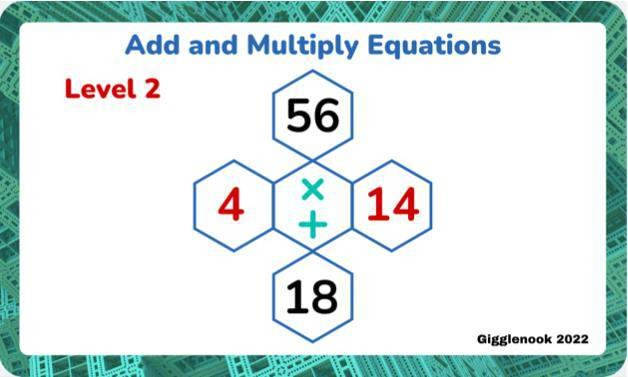 Add and Multiply Equations
Level 2
56
4 × 14
+
18
Gigglenook 2022